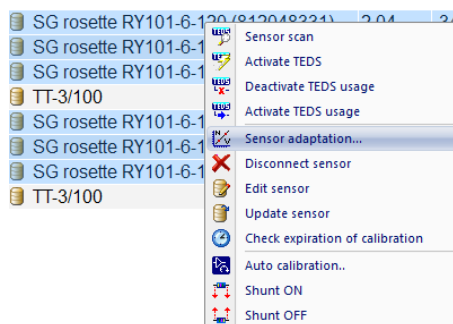 SG rosette RY101-6-120 (812048331) 2.04
SG rosette RY101-6-1
SG rosette RY101-6-1
TT-3/100
SG rosette RY101-6-1
SG rosette RY101-6-1
SG rosette RY101-6-1
TT-3/100
Sensor scan
Activate TEDS
Deactivate TEDS usage
Activate TEDS usage
Sensor adaptation...
Disconnect sensor
Edit sensor
Update sensor
Check expiration of calibration
Auto calibration..
Shunt ON
Shunt OFF